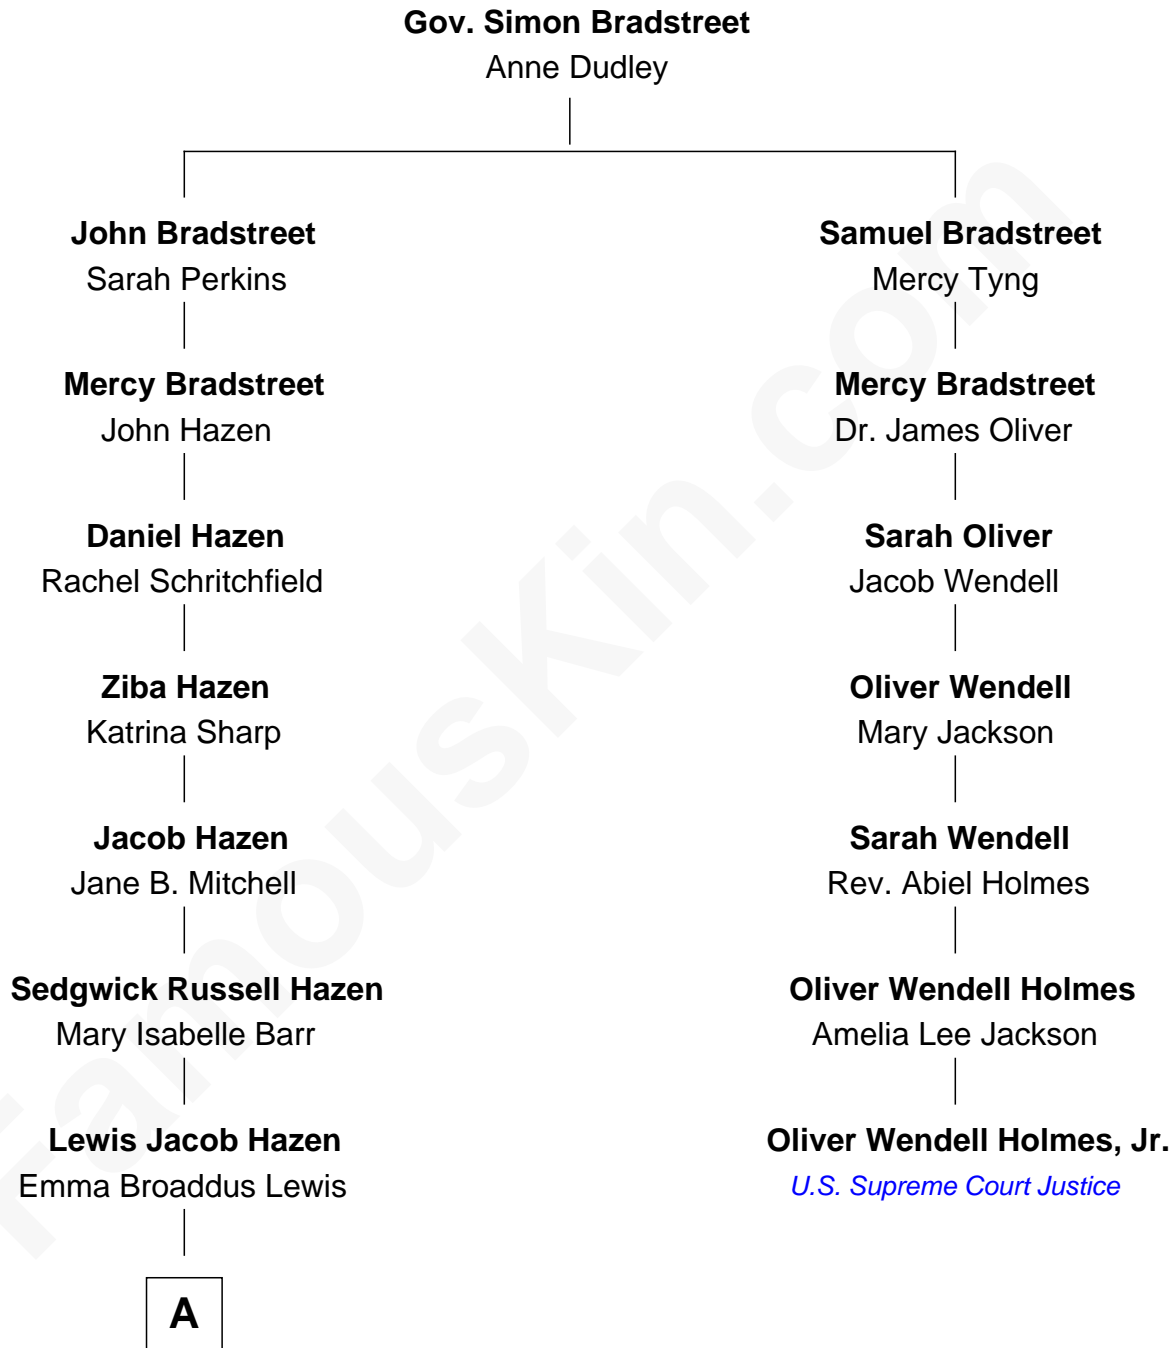 Gov. Simon Bradstreet
Anne Dudley
John Bradstreet
Sarah Perkins
Mercy Bradstreet
John Hazen
Daniel Hazen
Rachel Schritchfield
Ziba Hazen
Katrina Sharp
Jacob Hazen
Jane B. Mitchell
Sedgwick Russell Hazen
Mary Isabelle Barr
Lewis Jacob Hazen
Emma Broaddus Lewis
A
Samuel Bradstreet
Mercy Tyng
Mercy Bradstreet
Dr. James Oliver
Sarah Oliver
Jacob Wendell
Oliver Wendell
Mary Jackson
Sarah Wendell
Rev. Abiel Holmes
Oliver Wendell Holmes
Amelia Lee Jackson
Oliver Wendell Holmes, Jr.
U.S. Supreme Court Justice
FamousKin.com